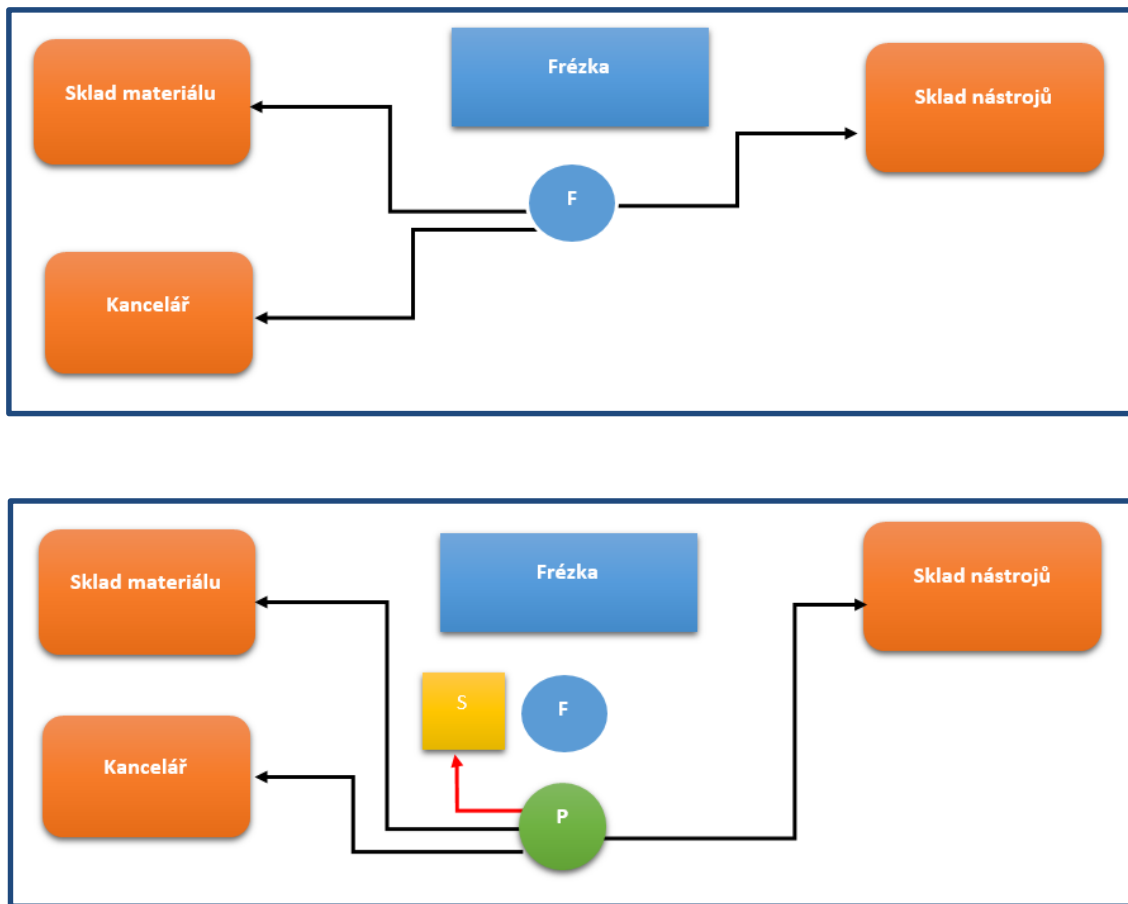 Sklad materiálu
Frézka
Sklad nástrojů
F
Kancelář
Sklad materiálu
Frézka
Sklad nástrojů
S
F
Kancelář
P